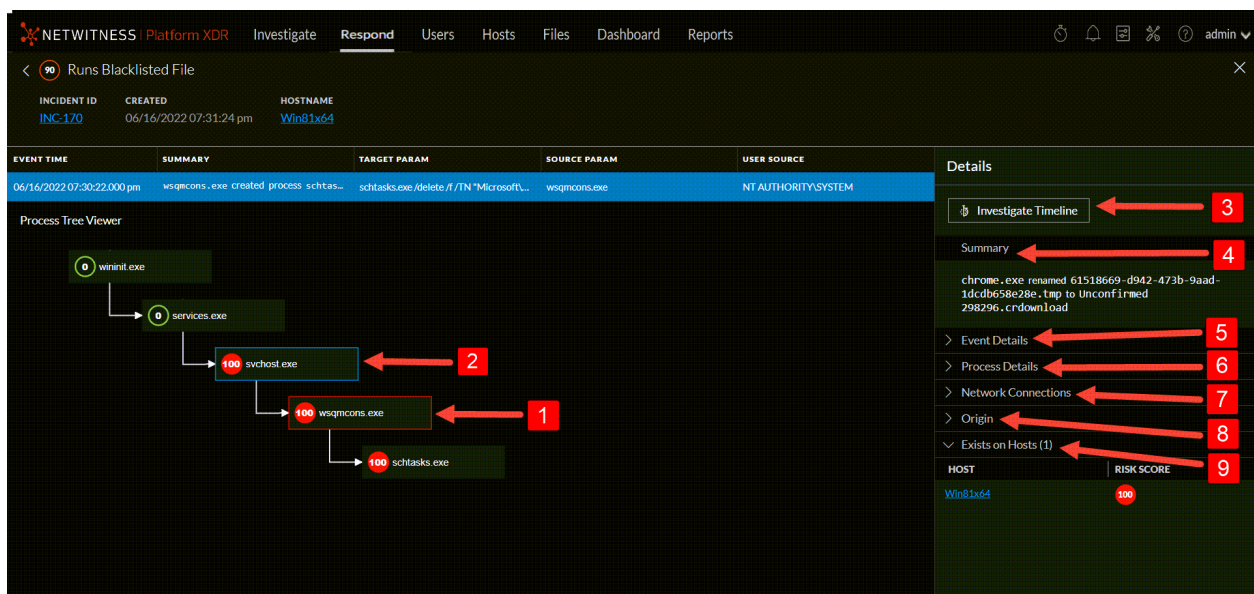 NETWITNESS | Platform XDR Investigate Respond Users Hosts Files Dashboard Reports admin
90 Runs Blacklisted File
INCIDENT ID CREATED HOSTNAME
INC-170 06/16/2022 07:31:24 pm Win81x64
EVENT TIME SUMMARY TARGET PARAM SOURCE PARAM USER SOURCE
06/16/2022 07:30:22.000 pm wsqmcons.exe created process schtas... schtasks.exe /delete /f /TN "Microsoft\... wsqmcons.exe NT AUTHORITY\SYSTEM
Process Tree Viewer
0 wininit.exe
0 services.exe
100 svchost.exe 2
100 wsqmcons.exe 1
100 schtasks.exe
Details
Investigate Timeline 3
Summary 4
chrome.exe renamed 61518669-d942-473b-9aad-
1dcdb658e28e.tmp to Unconfirmed
298296.crdownload
Event Details 5
Process Details 6
Network Connections 7
Origin 8
Exists on Hosts (1) 9
HOST RISK SCORE
Win81x64 100